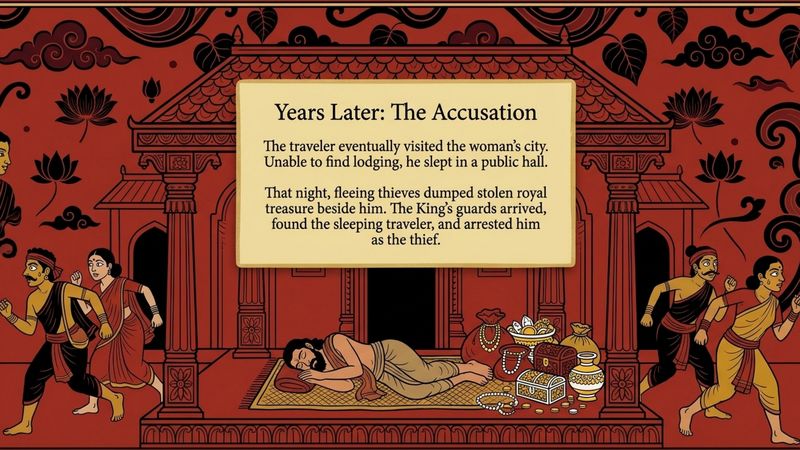 Years Later: The Accusation
The traveler eventually visited the woman’s city.
Unable to find lodging, he slept in a public hall.
That night, fleeing thieves dumped stolen royal
treasure beside him. The King’s guards arrived,
found the sleeping traveler, and arrested him
as the thief.